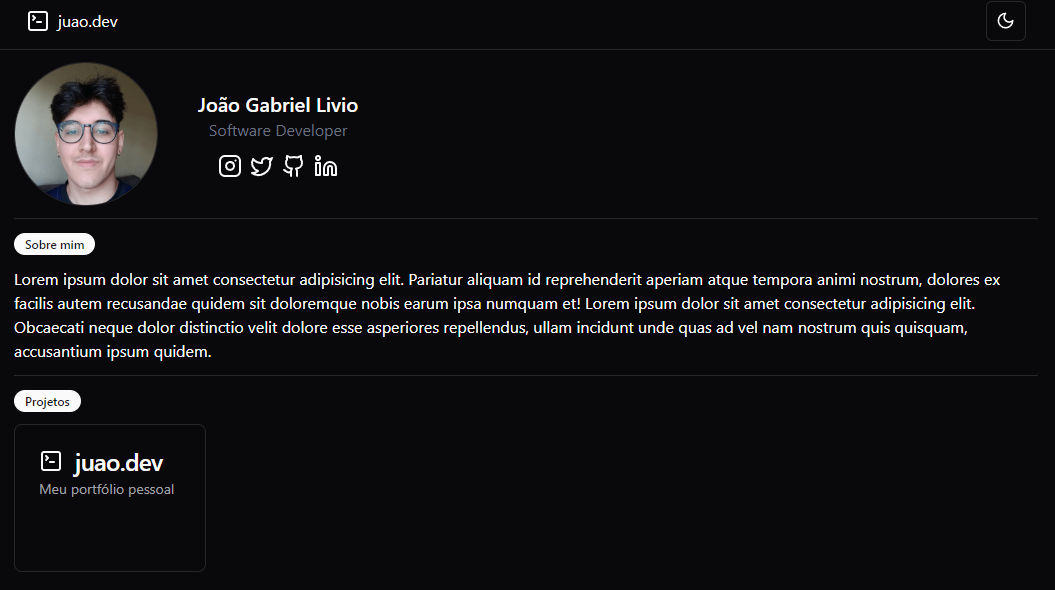 juao.dev
João Gabriel Livio
Software Developer
Sobre mim
Lorem ipsum dolor sit amet consectetur adipisicing elit. Pariatur aliquam id reprehenderit aperiam atque tempora animi nostrum, dolores ex
facilis autem recusandae quidem sit doloremque nobis earum ipsa numquam et! Lorem ipsum dolor sit amet consectetur adipisicing elit.
Obcaecati neque dolor distinctio velit dolore esse asperiores repellendus, ullam incidunt unde quas ad vel nam nostrum quis quisquam,
accusantium ipsum quidem.
Projetos
juao.dev
Meu portfólio pessoal